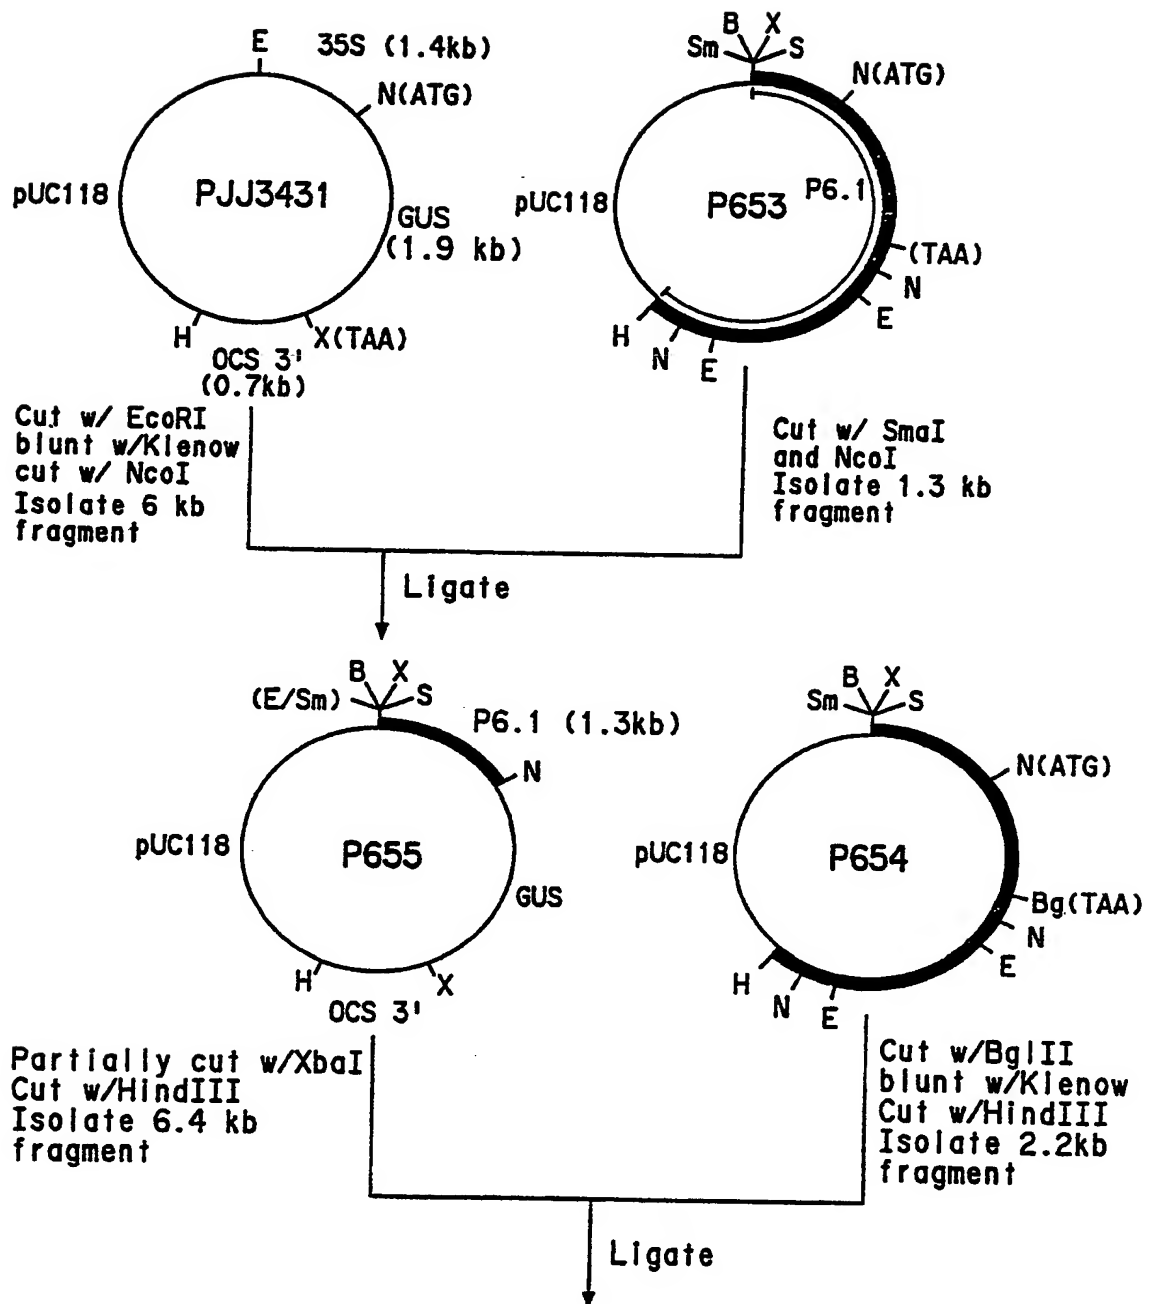 E
35S (1.4kb)
N(ATG)
pUC118
PJJ3431
GUS
(1.9 kb)
H
X(TAA)
OCS 3'
(0.7kb)
B X
Sm S
N(ATG)
pUC118
P653
P6.1
(TAA)
N
E
H
N
E
Cut w/ EcoRI
blunt w/Klenow
cut w/ NcoI
Isolate 6 kb
fragment
Cut w/ SmaI
and NcoI
Isolate 1.3 kb
fragment
Ligate
B X
(E/Sm) S
P6.1 (1.3kb)
N
pUC118
P655
GUS
H
X
OCS 3'
B X
Sm S
N(ATG)
pUC118
P654
Bg(TAA)
N
E
H
N
E
Partially cut w/XbaI
Cut w/HindIII
Isolate 6.4 kb
fragment
Cut w/BglII
blunt w/Klenow
Cut w/HindIII
Isolate 2.2kb
fragment
Ligate